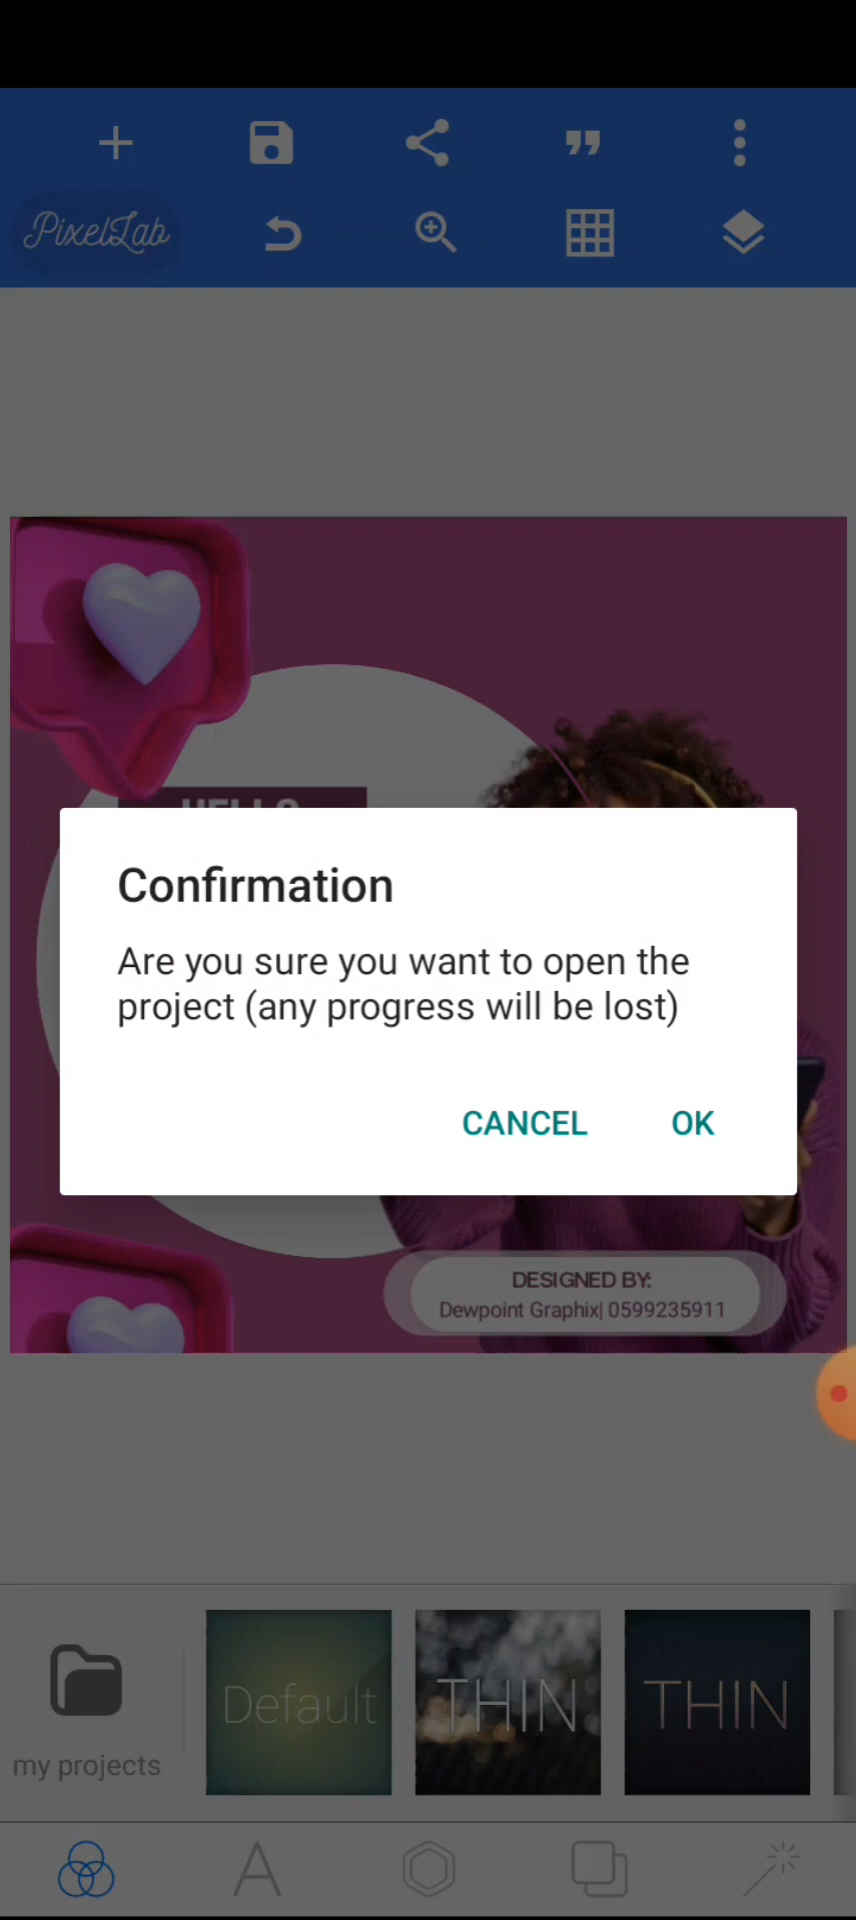 PixelLab
HELLO
Confirmation
Are you sure you want to open the
project (any progress will be lost)
CANCEL OK
DESIGNED BY:
Dewpoint Graphix| 0599235911
Default THIN THIN
my projects
A